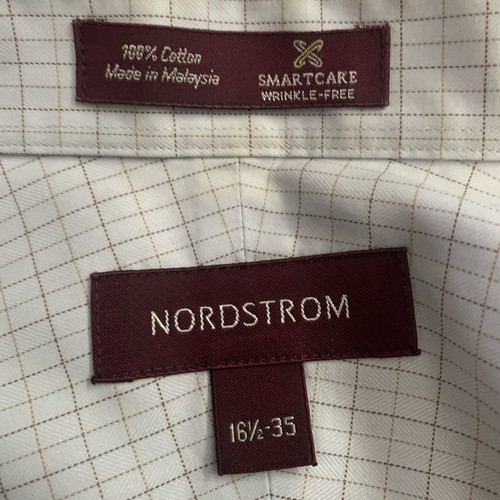 100% Cotton
Made in Malaysia
SMARTCARE
WRINKLE-FREE
NORDSTROM
16½-35